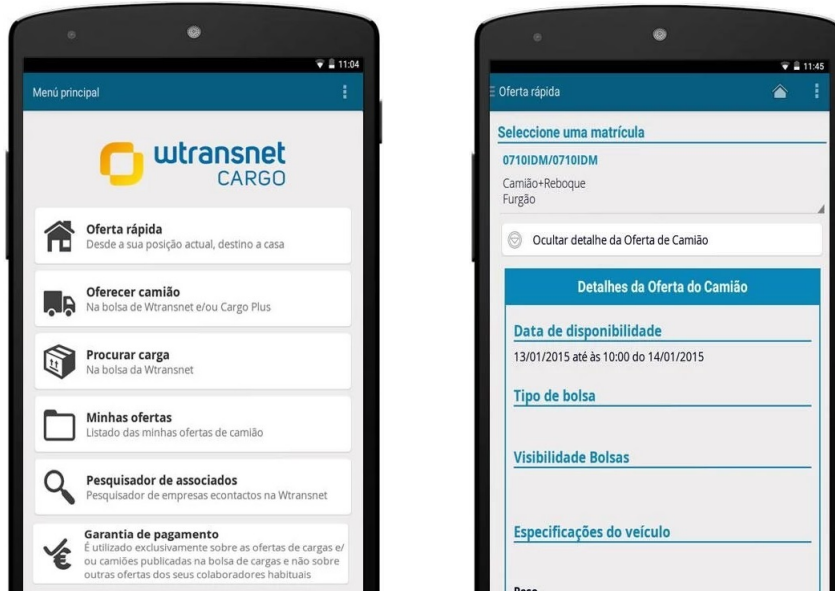 11:04
Menú principal
wtransnet
CARGO
Oferta rápida
Desde a sua posição actual, destino a casa
Oferecer camião
Na bolsa de Wtransnet e/ou Cargo Plus
Procurar carga
Na bolsa da Wtransnet
Minhas ofertas
Listado das minhas ofertas de camião
Pesquisador de associados
Pesquisador de empresas econtactos na Wtransnet
Garantia de pagamento
É utilizado exclusivamente sobre as ofertas de cargas e/
ou camiões publicadas na bolsa de cargas e não sobre
outras ofertas dos seus colaboradores habituais
11:45
Oferta rápida
Seleccione uma matrícula
0710IDM/0710IDM
Camião+Reboque
Furgão
Ocultar detalhe da Oferta de Camião
Detalhes da Oferta do Camião
Data de disponibilidade
13/01/2015 até às 10:00 do 14/01/2015
Tipo de bolsa
Visibilidade Bolsas
Especificações do veículo